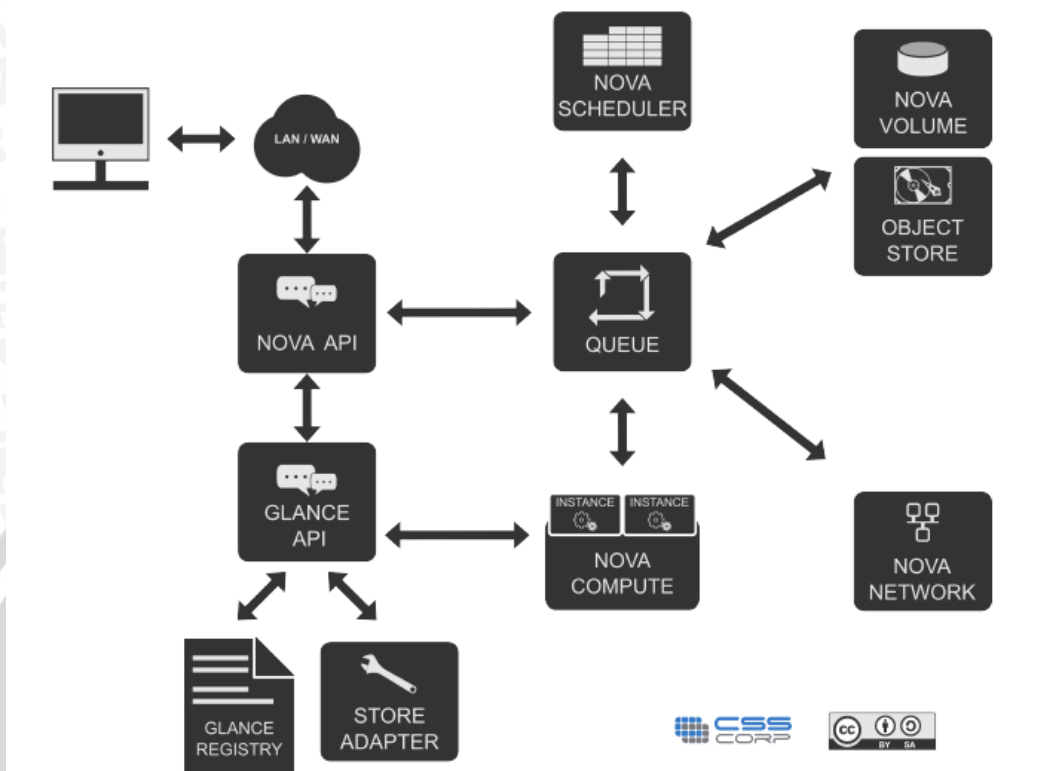 NOVA
SCHEDULER
NOVA
VOLUME
LAN / WAN
OBJECT
STORE
NOVA API
QUEUE
GLANCE
API
INSTANCE
INSTANCE
NOVA
COMPUTE
NOVA
NETWORK
GLANCE
REGISTRY
STORE
ADAPTER
CSS
CORP
cc
BY SA